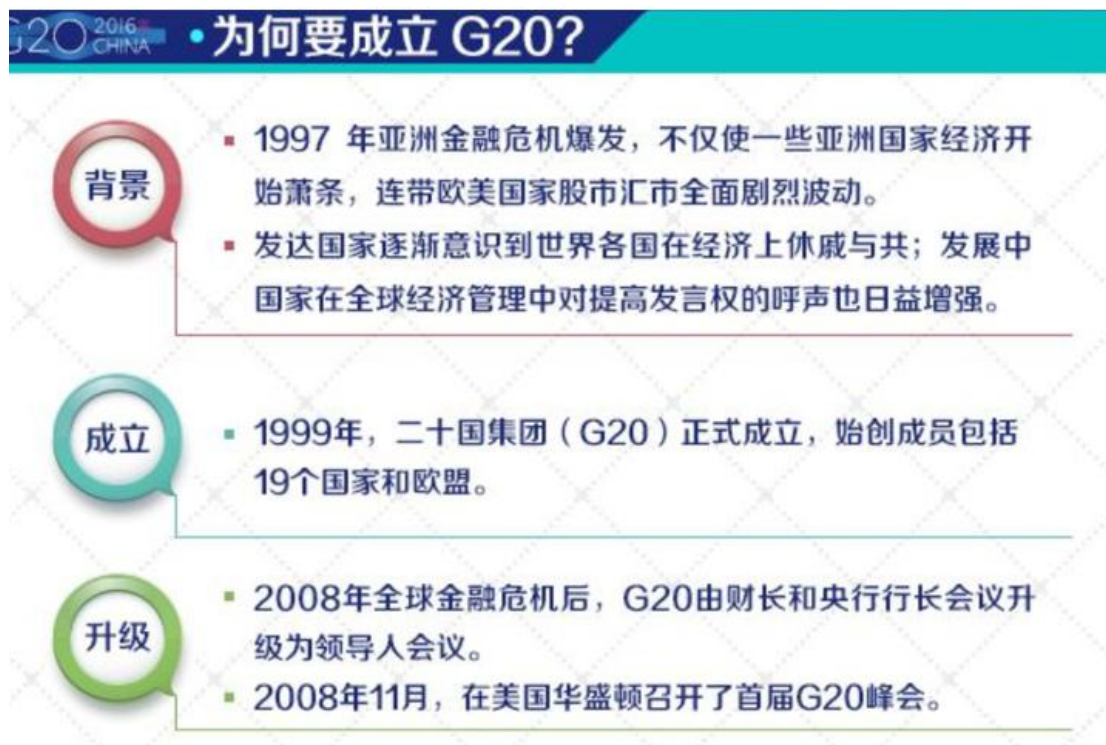 G20 2016年 CHINA
·为何要成立 G20?
背景
▪ 1997 年亚洲金融危机爆发，不仅使一些亚洲国家经济开
始萧条，连带欧美国家股市汇市全面剧烈波动。
▪ 发达国家逐渐意识到世界各国在经济上休戚与共；发展中
国家在全球经济管理中对提高发言权的呼声也日益增强。
成立
▪ 1999年，二十国集团（G20）正式成立，始创成员包括
19个国家和欧盟。
升级
▪ 2008年全球金融危机后，G20由财长和央行行长会议升
级为领导人会议。
▪ 2008年11月，在美国华盛顿召开了首届G20峰会。